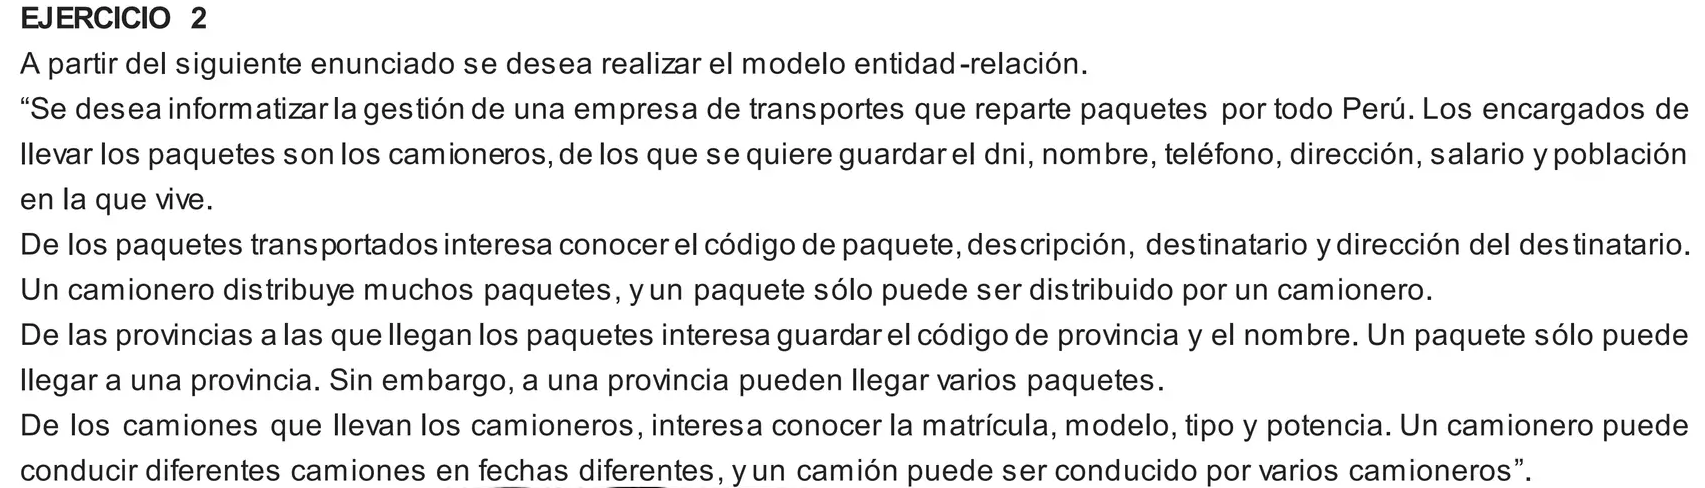 EJERCICIO 2
A partir del siguiente enunciado se desea realizar el modelo entidad-relación.
“Se desea informatizar la gestión de una empresa de transportes que reparte paquetes por todo Perú. Los encargados de
llevar los paquetes son los camioneros, de los que se quiere guardar el dni, nombre, teléfono, dirección, salario y población
en la que vive.
De los paquetes transportados interesa conocer el código de paquete, descripción, destinatario y dirección del destinatario.
Un camionero distribuye muchos paquetes, y un paquete sólo puede ser distribuido por un camionero.
De las provincias a las que llegan los paquetes interesa guardar el código de provincia y el nombre. Un paquete sólo puede
llegar a una provincia. Sin embargo, a una provincia pueden llegar varios paquetes.
De los camiones que llevan los camioneros, interesa conocer la matrícula, modelo, tipo y potencia. Un camionero puede
conducir diferentes camiones en fechas diferentes, y un camión puede ser conducido por varios camioneros”.